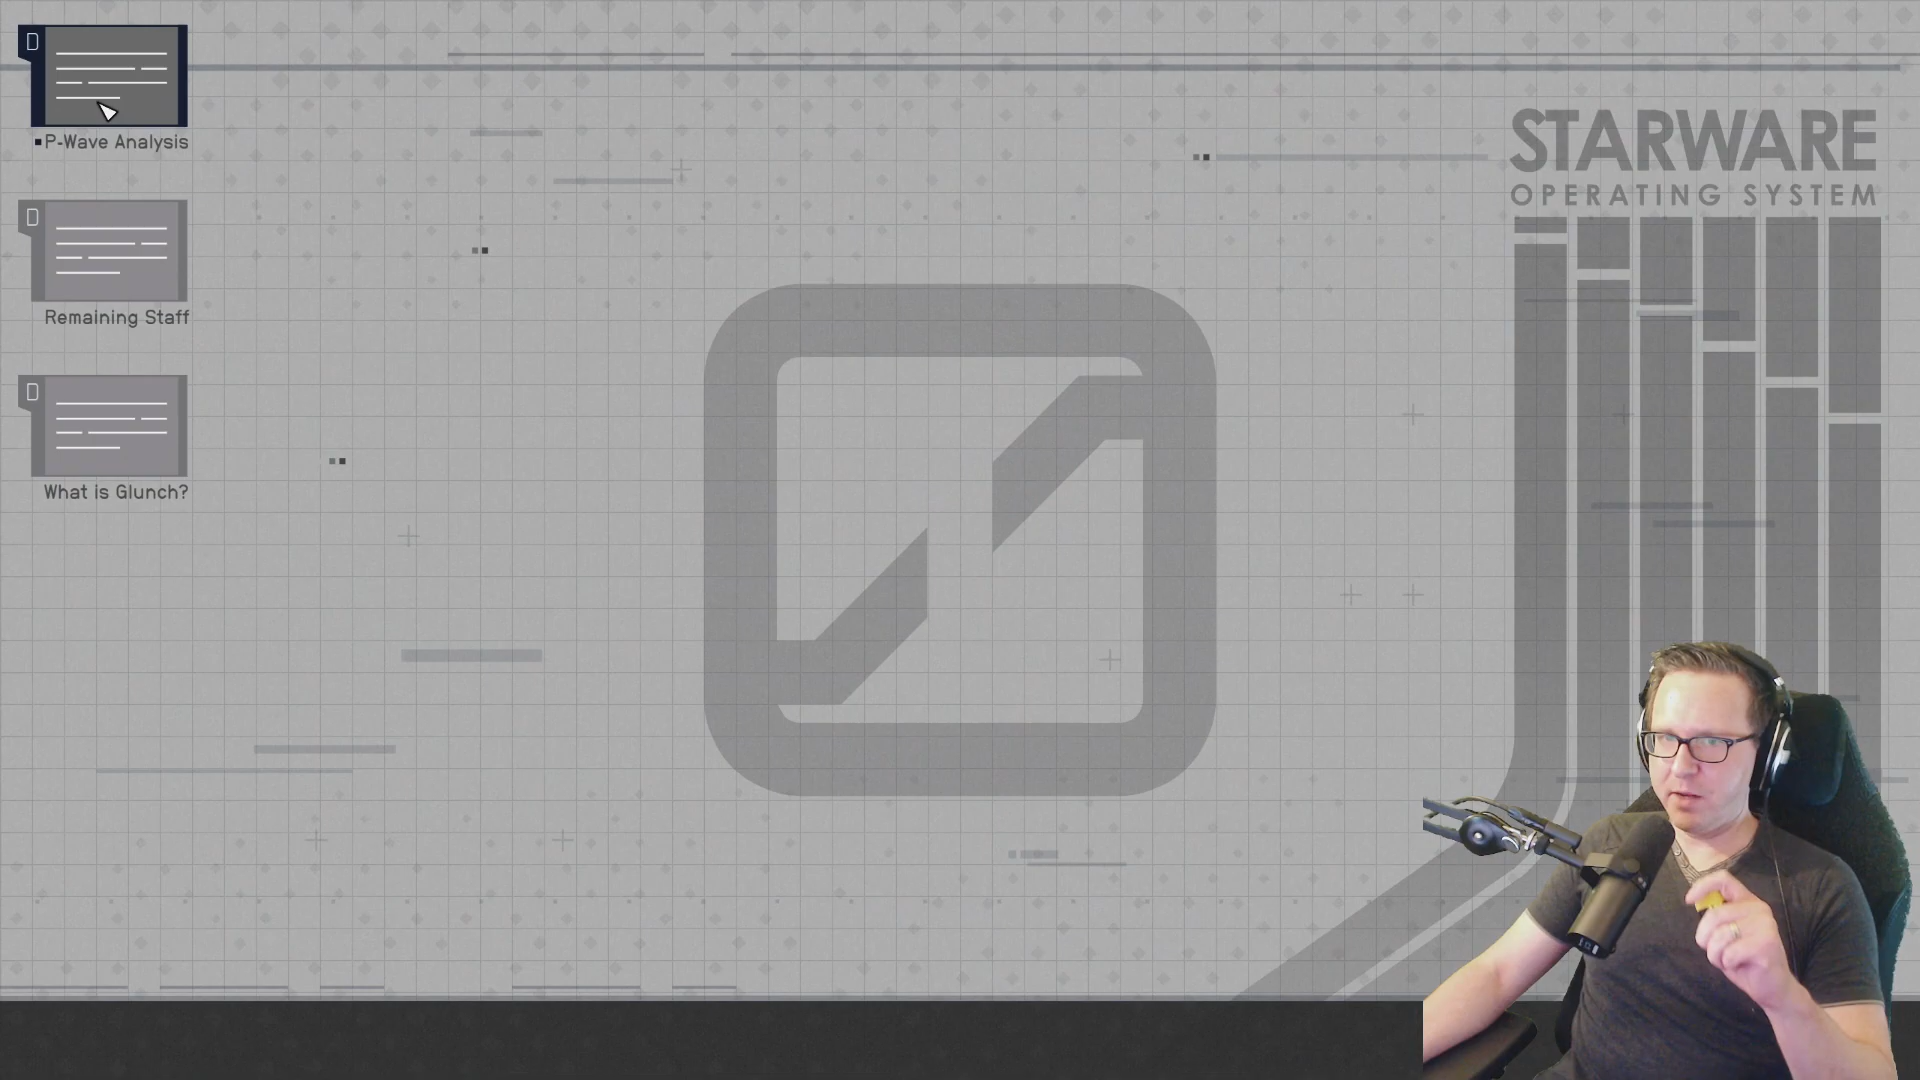 P-Wave Analysis
Remaining Staff
What is Glunch?
STARWARE
OPERATING SYSTEM